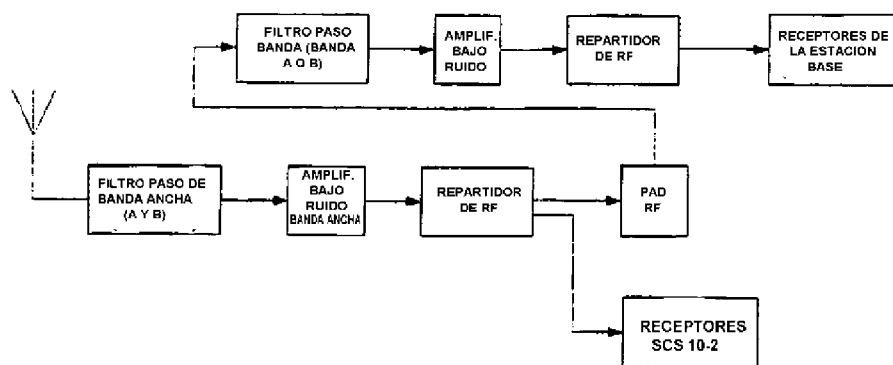 FILTRO PASO
BANDA (BANDA
A O B)
AMPLIF.
BAJO
RUIDO
REPARTIDOR
DE RF
RECEPTORES DE
LA ESTACION
BASE
FILTRO PASO DE
BANDA ANCHA
(A Y B)
AMPLIF.
BAJO
RUIDO
BANDA ANCHA
REPARTIDOR
DE RF
PAD
RF
RECEPTORES
SCS 10-2